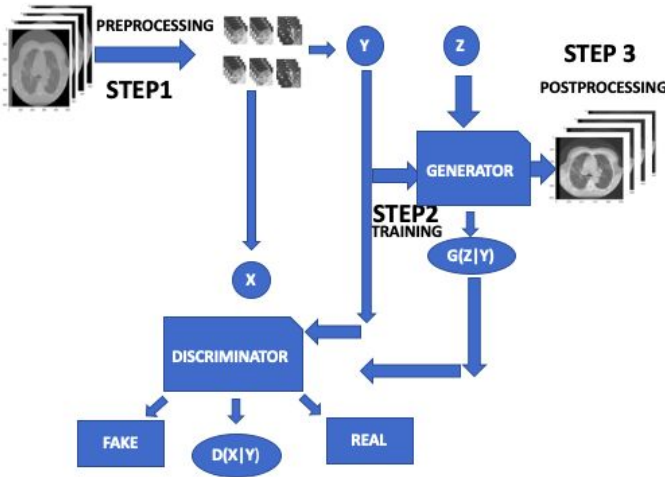 PREPROCESSING
STEP1
Y
Z
STEP 3
POSTPROCESSING
GENERATOR
STEP2
TRAINING
G(Z|Y)
X
DISCRIMINATOR
FAKE
D(X|Y)
REAL